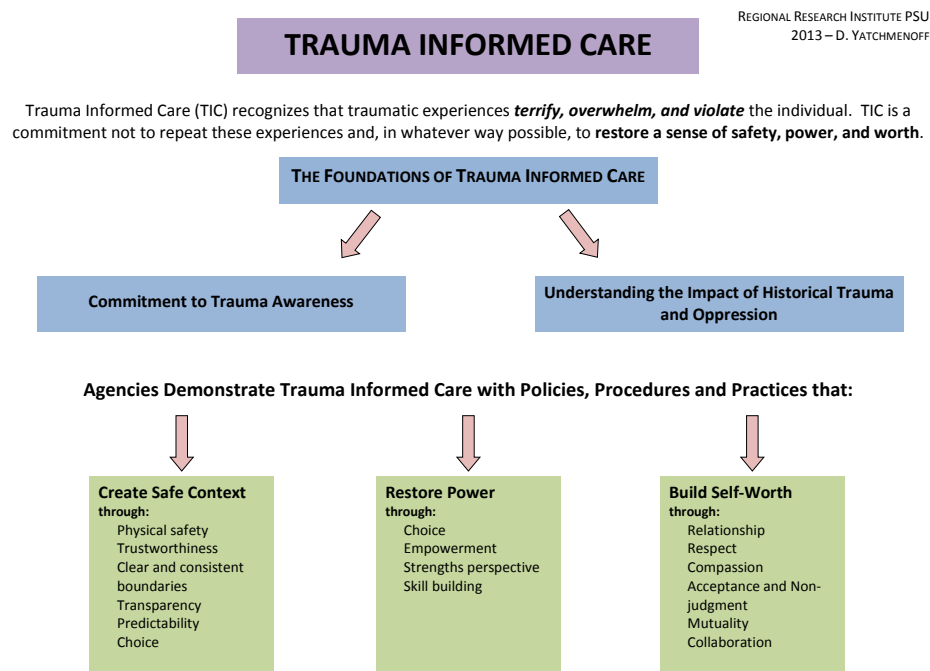 REGIONAL RESEARCH INSTITUTE PSU
2013 – D. YATCHMENOFF
TRAUMA INFORMED CARE
Trauma Informed Care (TIC) recognizes that traumatic experiences terrify, overwhelm, and violate the individual. TIC is a
commitment not to repeat these experiences and, in whatever way possible, to restore a sense of safety, power, and worth.
THE FOUNDATIONS OF TRAUMA INFORMED CARE
Commitment to Trauma Awareness
Understanding the Impact of Historical Trauma
and Oppression
Agencies Demonstrate Trauma Informed Care with Policies, Procedures and Practices that:
Create Safe Context
through:
Physical safety
Trustworthiness
Clear and consistent
boundaries
Transparency
Predictability
Choice
Restore Power
through:
Choice
Empowerment
Strengths perspective
Skill building
Build Self-Worth
through:
Relationship
Respect
Compassion
Acceptance and Non-
judgment
Mutuality
Collaboration